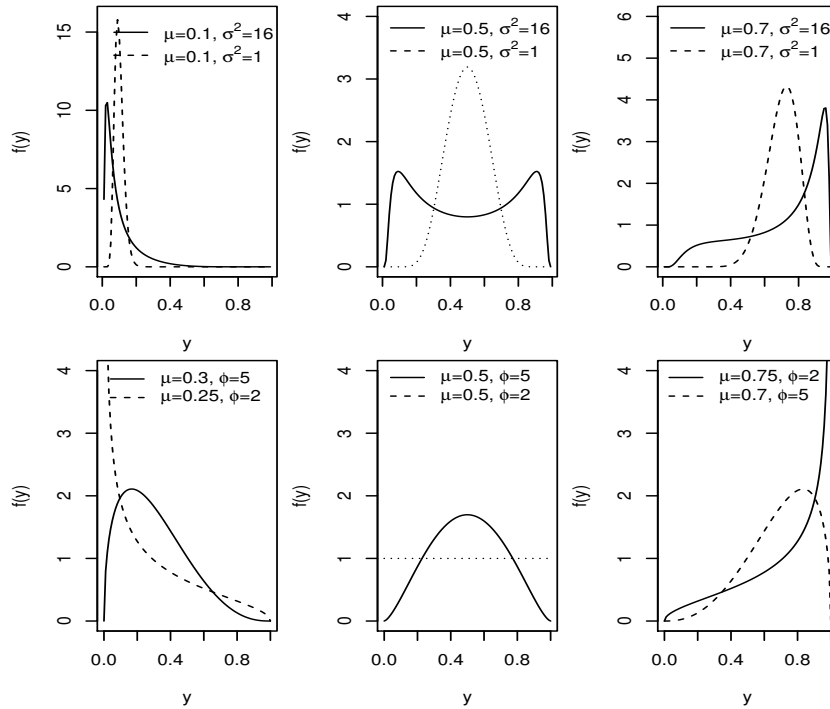 μ=0.1, σ²=16
μ=0.1, σ²=1
f(y)
15
10
5
0
0.0 0.4 0.8
y
μ=0.5, σ²=16
μ=0.5, σ²=1
f(y)
4
3
2
1
0
0.0 0.4 0.8
y
μ=0.7, σ²=16
μ=0.7, σ²=1
f(y)
6
5
4
3
2
1
0
0.0 0.4 0.8
y
μ=0.3, φ=5
μ=0.25, φ=2
f(y)
4
3
2
1
0
0.0 0.4 0.8
y
μ=0.5, φ=5
μ=0.5, φ=2
f(y)
4
3
2
1
0
0.0 0.4 0.8
y
μ=0.75, φ=2
μ=0.7, φ=5
f(y)
4
3
2
1
0
0.0 0.4 0.8
y